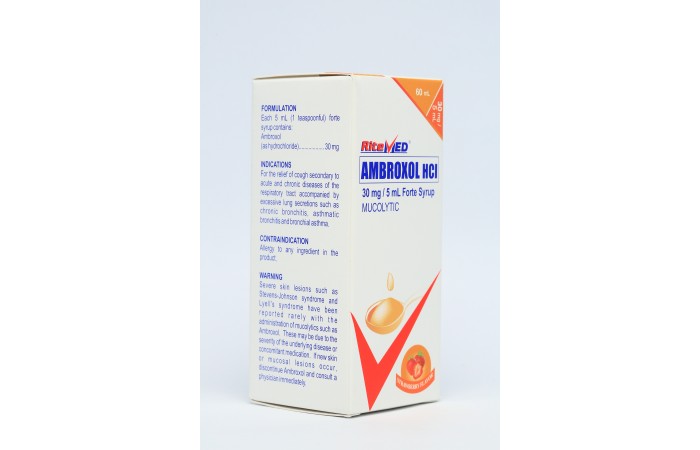 FORMULATION
Each 5 mL (1 teaspoonful) forte
syrup contains:
Ambroxol
(as hydrochloride)..............30 mg
INDICATIONS
For the relief of cough secondary to
acute and chronic diseases of the
respiratory tract accompanied by
excessive lung secretions such as
chronic bronchitis, asthmatic
bronchitis and bronchial asthma.
CONTRAINDICATION
Allergy to any ingredient in the
product.
WARNING
Severe skin lesions such as
Stevens-Johnson syndrome and
Lyell's syndrome have been
reported rarely with the
administration of mucolytics such as
Ambroxol. These may be due to the
severity of the underlying disease or
concomitant medication. If new skin
or mucosal lesions occur,
discontinue Ambroxol and consult a
physician immediately.
60 mL
30 mg /
5 mL
RiteMED®
AMBROXOL HCl
30 mg / 5 mL Forte Syrup
MUCOLYTIC
STRAWBERRY FLAVOR